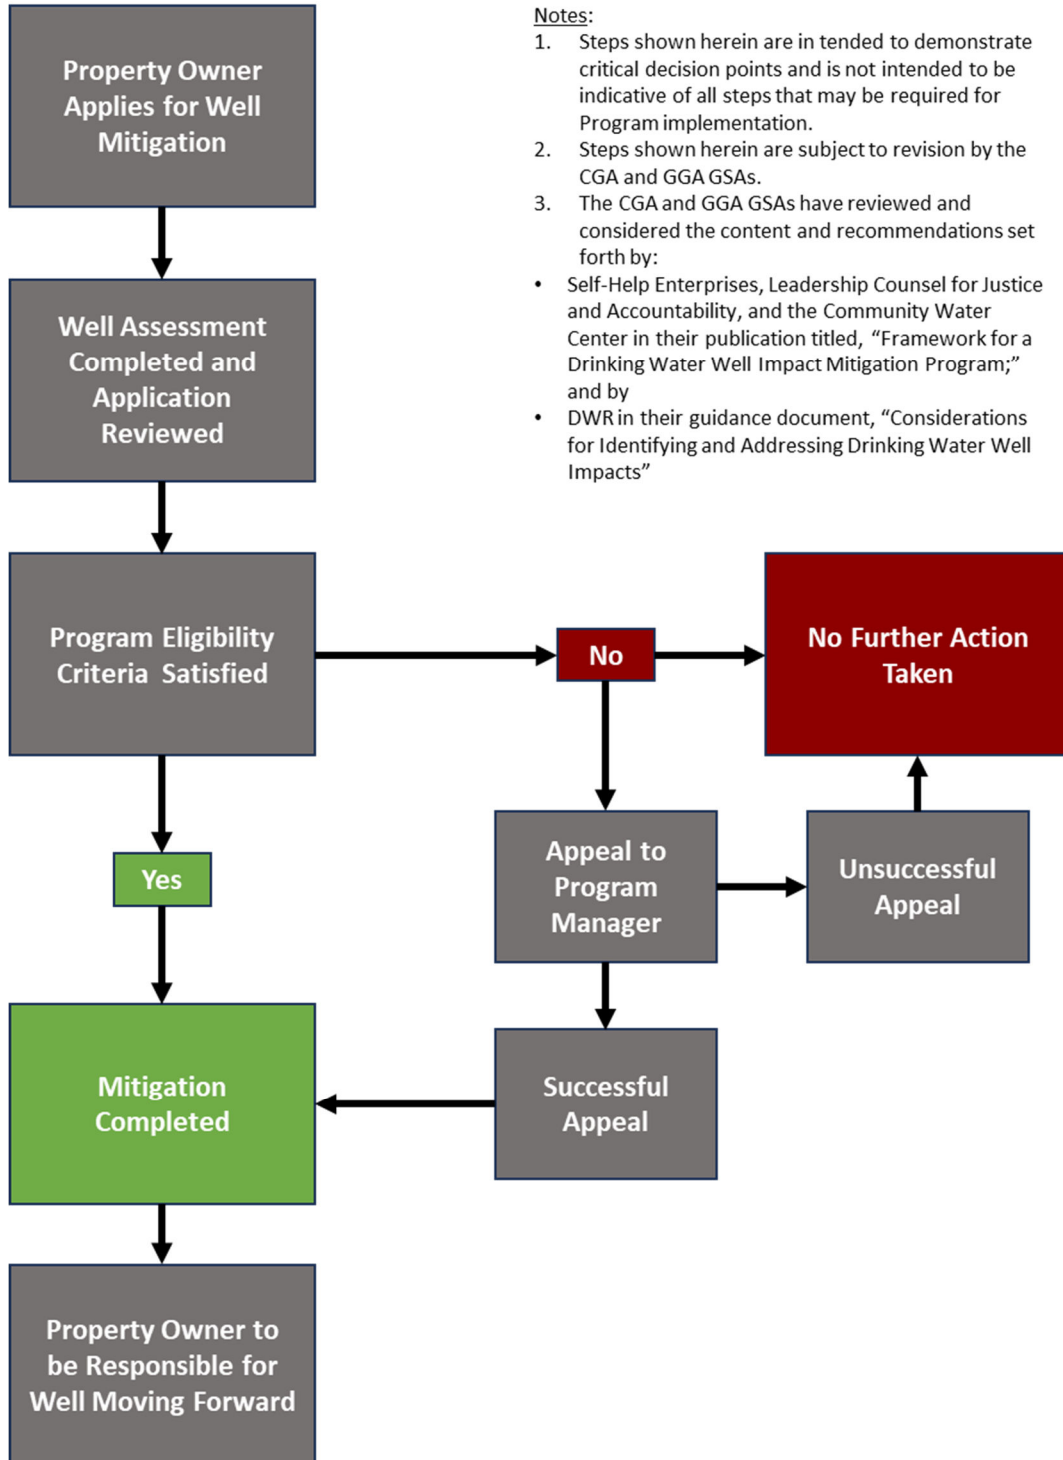 Property Owner
Applies for Well
Mitigation
Notes:
1. Steps shown herein are in tended to demonstrate
critical decision points and is not intended to be
indicative of all steps that may be required for
Program implementation.
2. Steps shown herein are subject to revision by the
CGA and GGA GSAs.
3. The CGA and GGA GSAs have reviewed and
considered the content and recommendations set
forth by:
• Self-Help Enterprises, Leadership Counsel for Justice
and Accountability, and the Community Water
Center in their publication titled, “Framework for a
Drinking Water Well Impact Mitigation Program;”
and by
• DWR in their guidance document, “Considerations
for Identifying and Addressing Drinking Water Well
Impacts”
Well Assessment
Completed and
Application
Reviewed
Program Eligibility
Criteria Satisfied
No
No Further Action
Taken
Yes
Appeal to
Program
Manager
Unsuccessful
Appeal
Mitigation
Completed
Successful
Appeal
Property Owner to
be Responsible for
Well Moving Forward